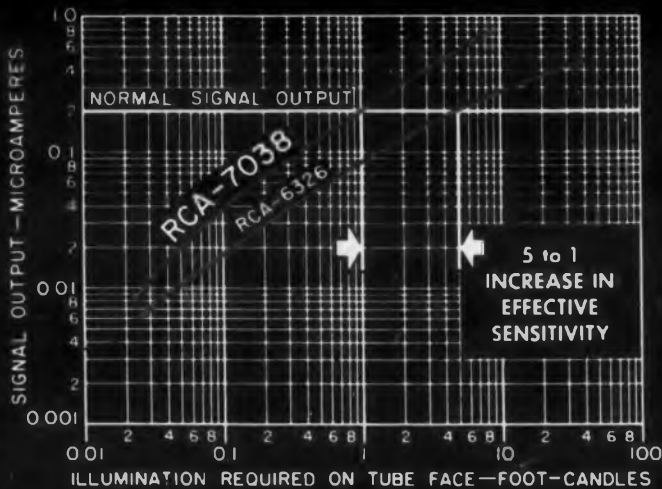 SIGNAL OUTPUT—MICROAMPERES
1.0
8
6
.4
NORMAL SIGNAL OUTPUT
2
0.1
8
6
4
RCA-7038
RCA-6326
2
0.01
8
6
4
2
0.001
5 to 1
INCREASE IN
EFFECTIVE
SENSITIVITY
0.01 2 4 6 8 0.1 2 4 6 8 1 2 4 6 8 10 2 4 6 8 100
ILLUMINATION REQUIRED ON TUBE FACE—FOOT-CANDLES